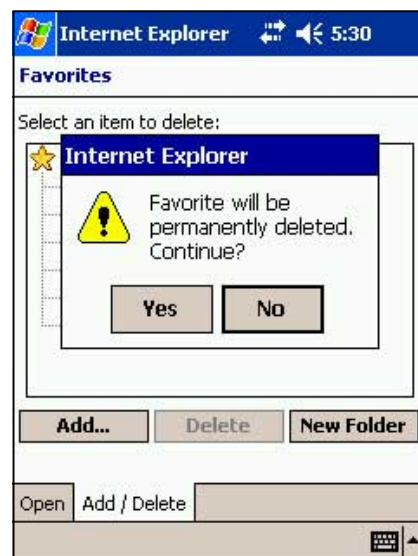 Internet Explorer 5:30
Favorites
Select an item to delete:
Internet Explorer
Favorite will be
permanently deleted.
Continue?
Yes No
Add... Delete New Folder
Open Add / Delete